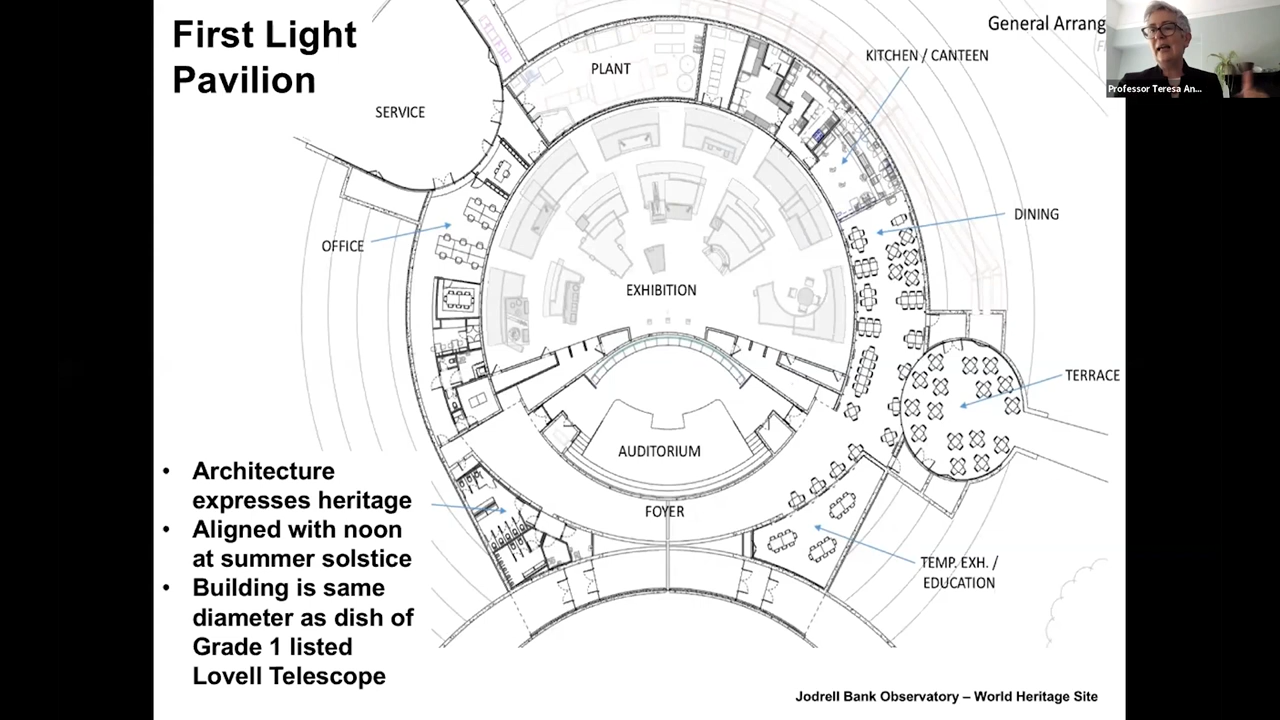 First Light
Pavilion
General Arrang
KITCHEN / CANTEEN
PLANT
SERVICE
Professor Teresa An...
DINING
OFFICE
EXHIBITION
TERRACE
AUDITORIUM
FOYER
TEMP. EXH. /
EDUCATION
• Architecture
expresses heritage
• Aligned with noon
at summer solstice
• Building is same
diameter as dish of
Grade 1 listed
Lovell Telescope
Jodrell Bank Observatory – World Heritage Site